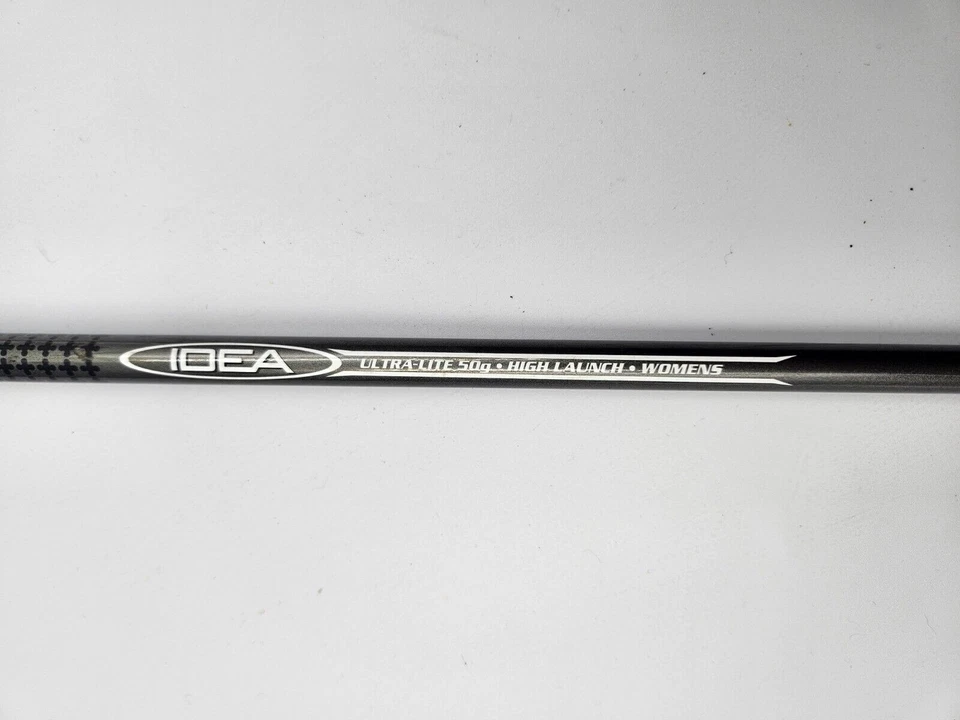 IDEA ULTRA-LITE 50g • HIGH LAUNCH • WOMENS